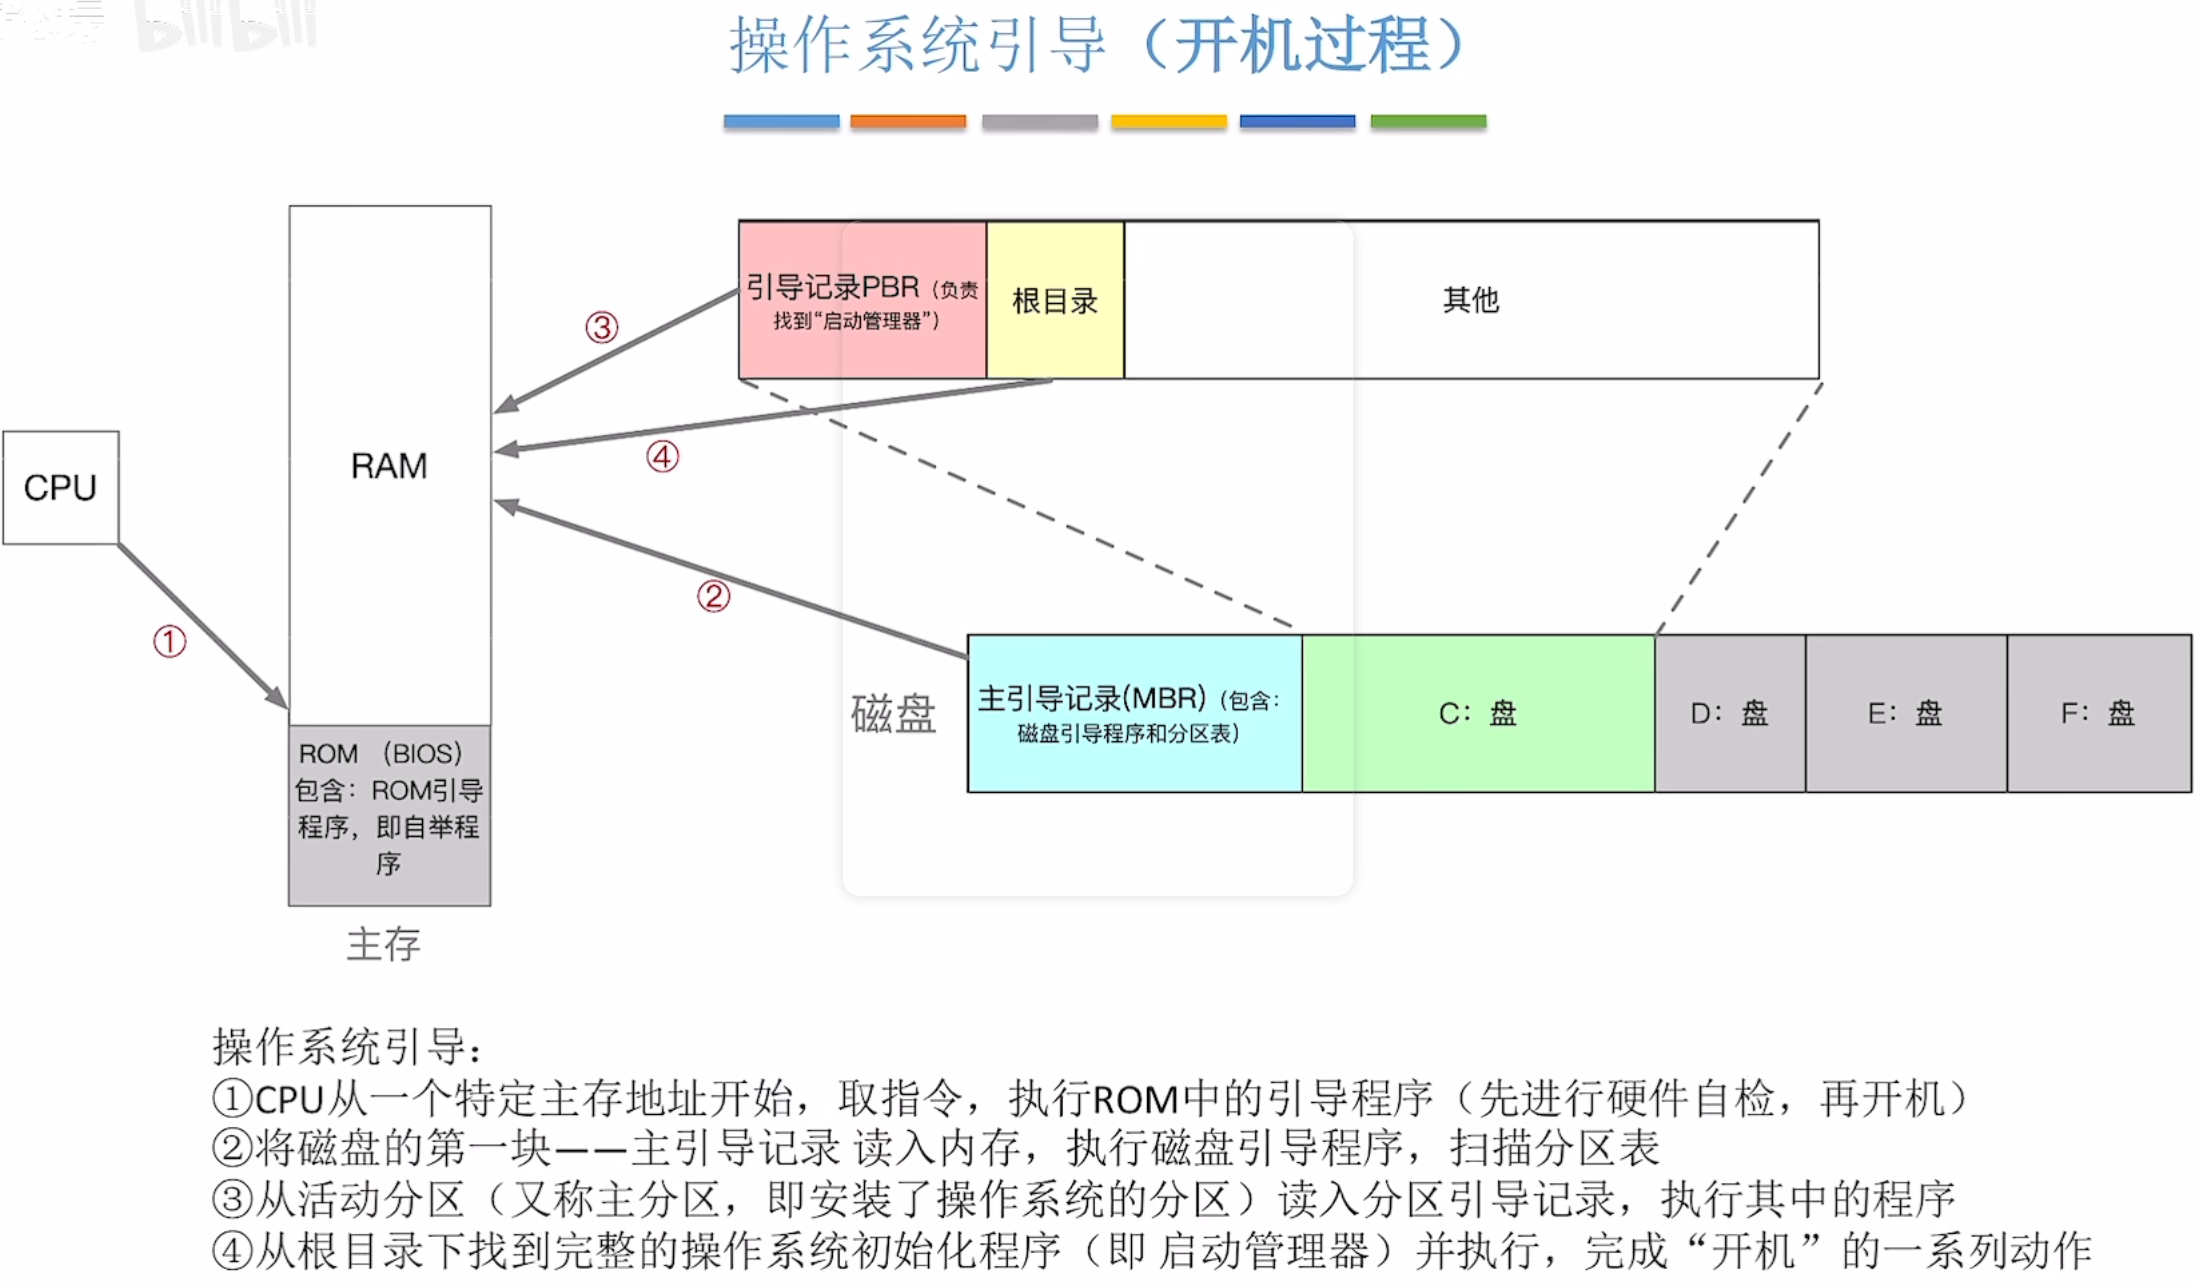 bilibili
操作系统引导（开机过程）
引导记录PBR（负责
找到“启动管理器”）
根目录
其他
③
④
RAM
CPU
②
①
磁盘
主引导记录(MBR)（包含：
磁盘引导程序和分区表）
C：盘
D：盘
E：盘
F：盘
ROM （BIOS）
包含：ROM引导
程序，即自举程
序
主存
操作系统引导：
①CPU从一个特定主存地址开始，取指令，执行ROM中的引导程序（先进行硬件自检，再开机）
②将磁盘的第一块——主引导记录 读入内存，执行磁盘引导程序，扫描分区表
③从活动分区（又称主分区，即安装了操作系统的分区）读入分区引导记录，执行其中的程序
④从根目录下找到完整的操作系统初始化程序（即 启动管理器）并执行，完成“开机”的一系列动作